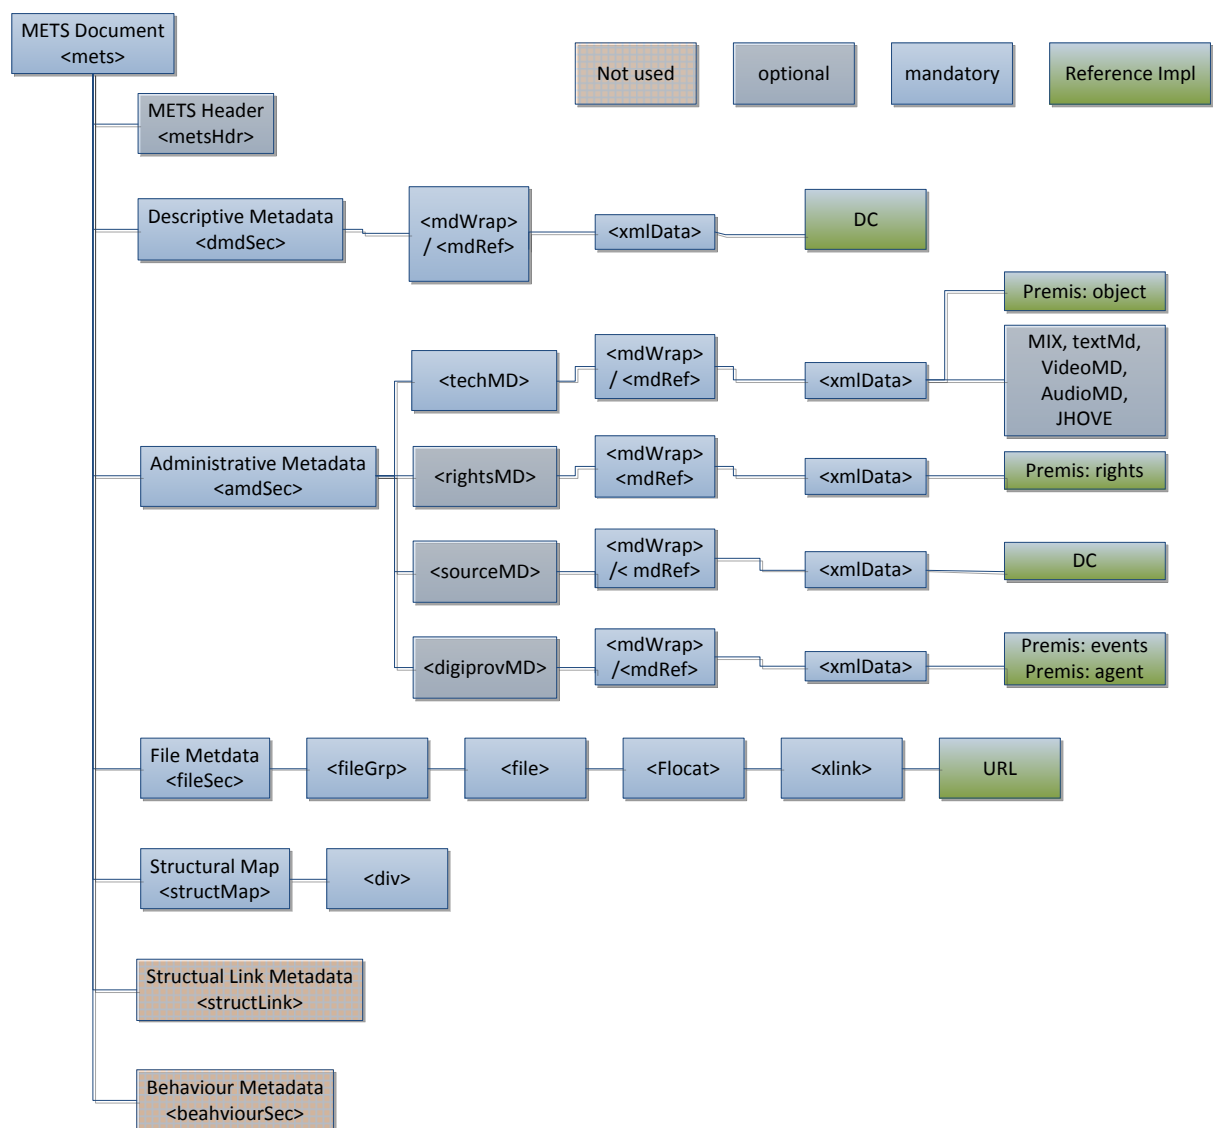 METS Document
<mets>
Not used
optional
mandatory
Reference Impl
METS Header
<metsHdr>
Descriptive Metadata
<dmdSec>
<mdWrap>
/ <mdRef>
<xmlData>
DC
Administrative Metadata
<amdSec>
<techMD>
<mdWrap>
/ <mdRef>
<xmlData>
Premis: object
MIX, textMd,
VideoMD,
AudioMD,
JHOVE
<rightsMD>
<mdWrap>
<mdRef>
<xmlData>
Premis: rights
<sourceMD>
<mdWrap>
/< mdRef>
<xmlData>
DC
<digiprovMD>
<mdWrap>
/<mdRef>
<xmlData>
Premis: events
Premis: agent
File Metdata
<fileSec>
<fileGrp>
<file>
<Flocat>
<xlink>
URL
Structural Map
<structMap>
<div>
Structual Link Metadata
<structLink>
Behaviour Metadata
<beahviourSec>